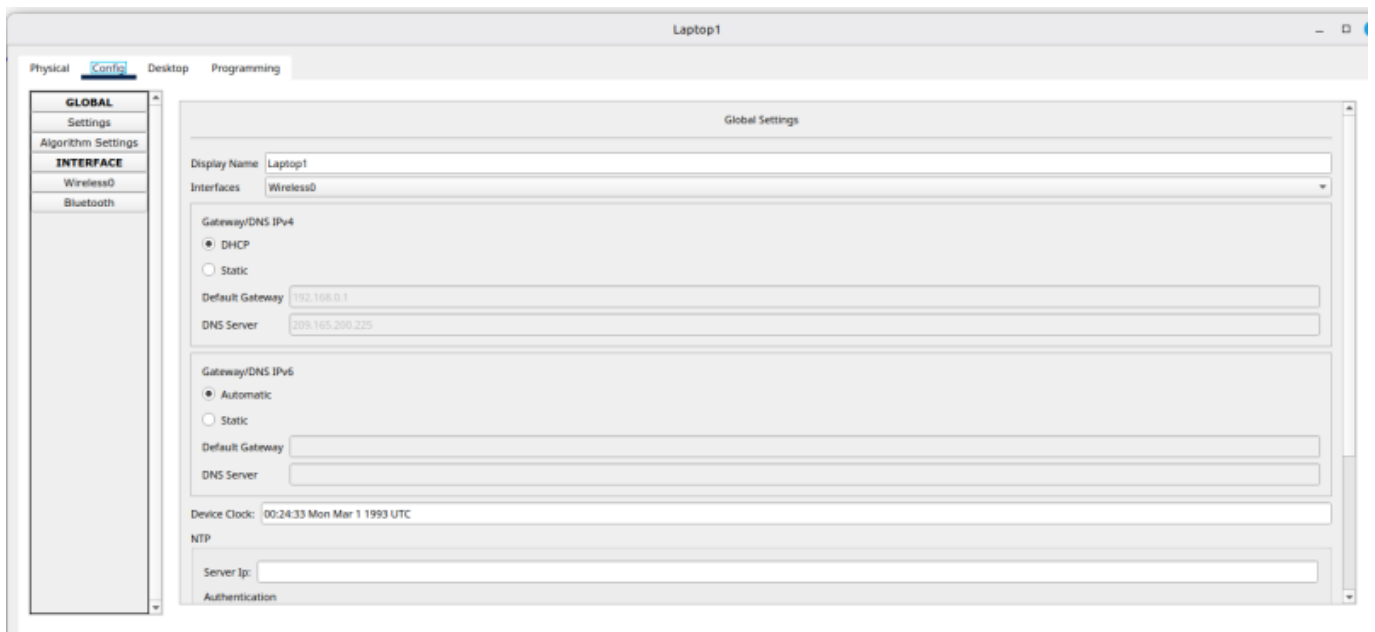 Laptop1
Physical Config Desktop Programming
GLOBAL
Settings
Algorithm Settings
INTERFACE
Wireless0
Bluetooth
Global Settings
Display Name Laptop1
Interfaces Wireless0
Gateway/DNS IPv4
DHCP
Static
Default Gateway 192.168.0.1
DNS Server 209.165.200.225
Gateway/DNS IPv6
Automatic
Static
Default Gateway
DNS Server
Device Clock: 00:24:33 Mon Mar 1 1993 UTC
NTP
Server Ip:
Authentication